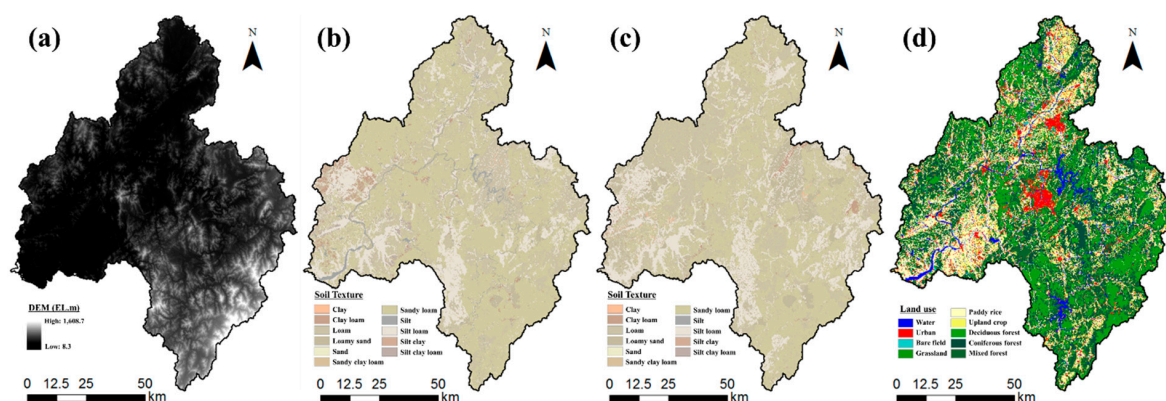 (a)
N
DEM (EL.m)
High: 1,608.7
Low: 8.3
0 12.5 25 50
km
(b)
N
Soil Texture
Clay
Clay loam
Loam
Loamy sand
Sand
Sandy clay loam
Sandy loam
Silt
Silt loam
Silt clay
Silt clay loam
0 12.5 25 50
km
(c)
N
Soil Texture
Clay
Clay loam
Loam
Loamy sand
Sand
Sandy clay loam
Sandy loam
Silt
Silt loam
Silt clay
Silt clay loam
0 12.5 25 50
km
(d)
N
Land use
Water
Urban
Bare field
Grassland
Paddy rice
Upland crop
Deciduous forest
Coniferous forest
Mixed forest
0 12.5 25 50
km